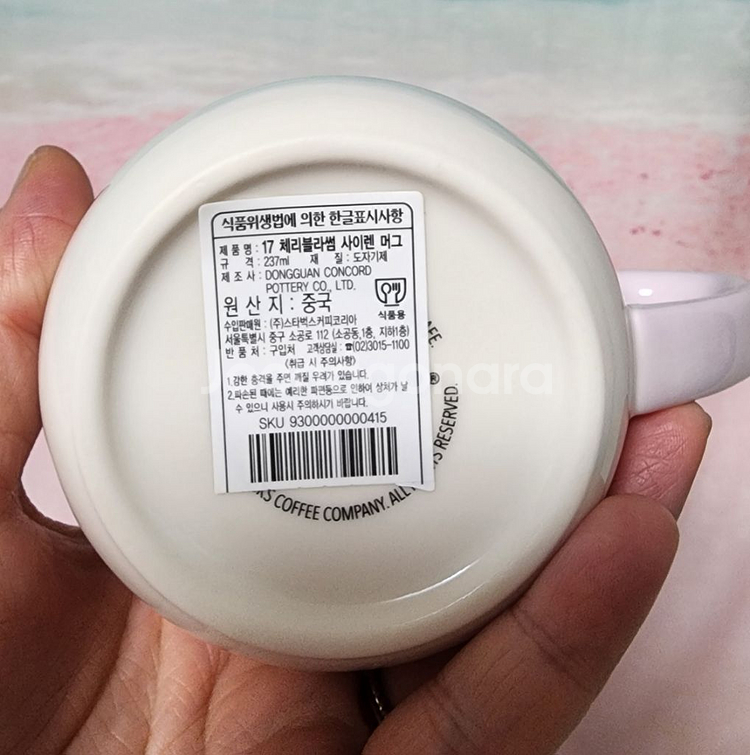 식품위생법에 의한 한글표시사항
제 품 명 : 17 체리블라썸 사이렌 머그
규 격 : 237ml 재 질 : 도자기제
제 조 사 : DONGGUAN CONCORD
POTTERY CO., LTD.
원 산 지 : 중국
식품용
수입판매원 : (주)스타벅스커피코리아
서울특별시 중구 소공로 112 (소공동,1층, 지하1층)
반 품 처 : 구입처 고객상담실 : ☎(02)3015-1100
(취급 시 주의사항)
1.강한 충격을 주면 깨질 우려가 있습니다.
2.파손된 때에는 예리한 파편등으로 인하여 상처가 날
수 있으니 사용시 주의하시기 바랍니다.
SKU 9300000000415
COFFEE COMPANY. ALL RESERVED.
®